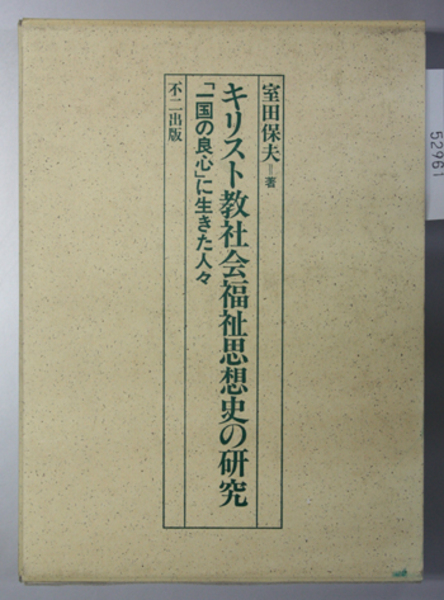 室田保夫＝著
キリスト教社会福祉思想史の研究
「一国の良心」に生きた人々
不二出版
52961